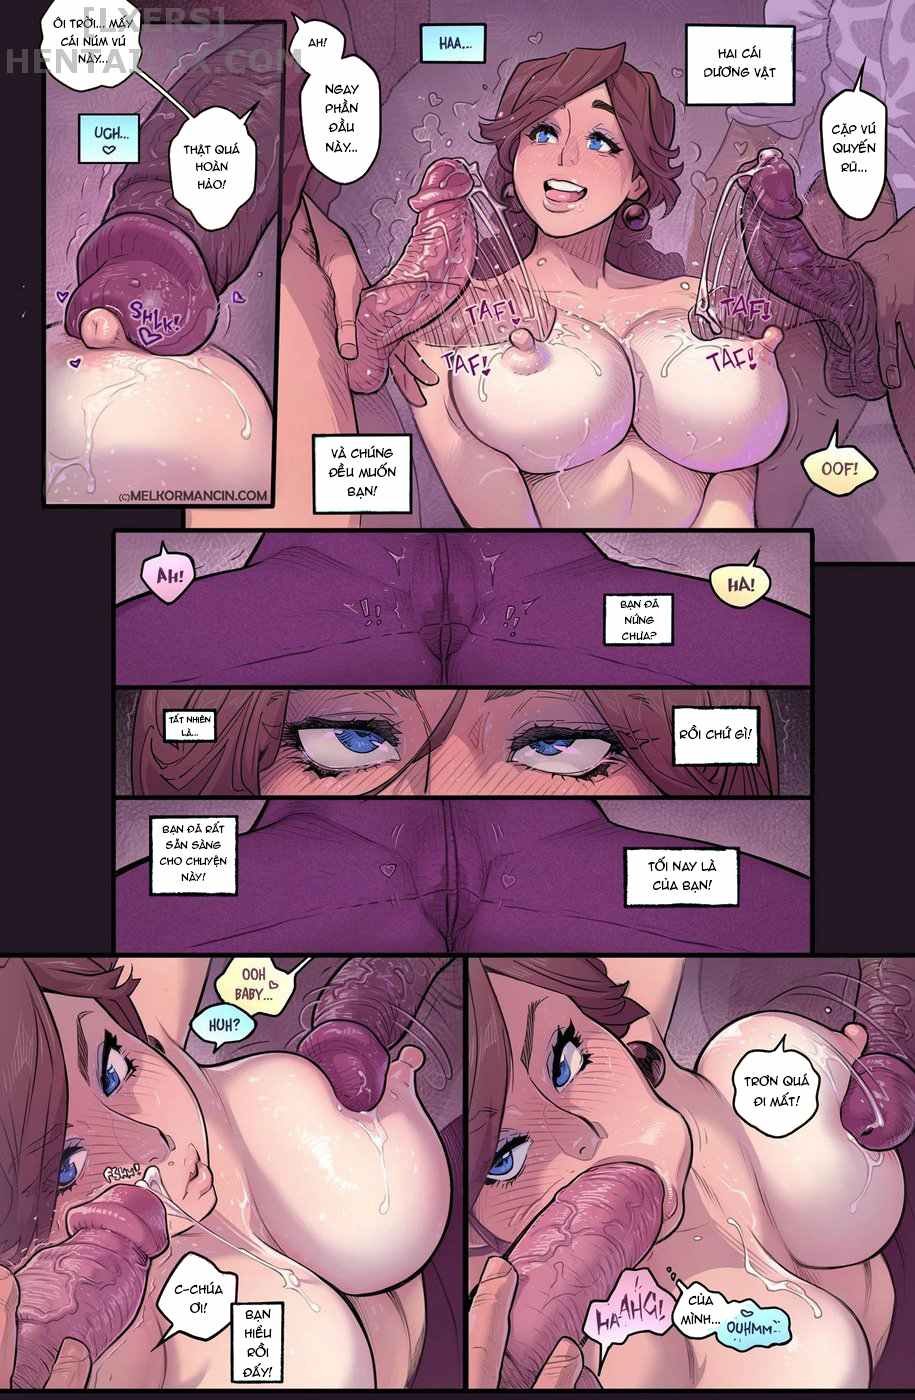 [LXERS]
ÔI TRỜI... MẤY
CÁI NÚM VÚ
NÀY...
UGH...
THẬT QUÁ
HOÀN
HẢO!
SHLK!
©MELKORMANCIN.COM
AH!
NGAY
PHẦN
ĐẦU
NÀY...
HAA...
HAI CÁI
DƯƠNG VẬT
CẶP VÚ
QUYẾN
RŨ...
TAF!
TAF!
TAF!
TAF!
VÀ CHÚNG
ĐỀU MUỐN
BẠN!
OOF!
AH!
HA!
BẠN ĐÃ
NỨNG
CHƯA?
TẤT NHIÊN
LÀ...
RỒI CHỨ GÌ!
BẠN ĐÃ RẤT
SẴN SÀNG
CHO CHUYỆN
NÀY!
TỐI NAY LÀ
CỦA BẠN!
OOH
BABY...
HUH?
FSHH!
C-CHÚA
ƠI!
BẠN
HIỂU
RỒI
ĐẤY!
TRƠN QUÁ
ĐI MẤT!
HAAHG!
CỦA
MÌNH...
OUHMM...